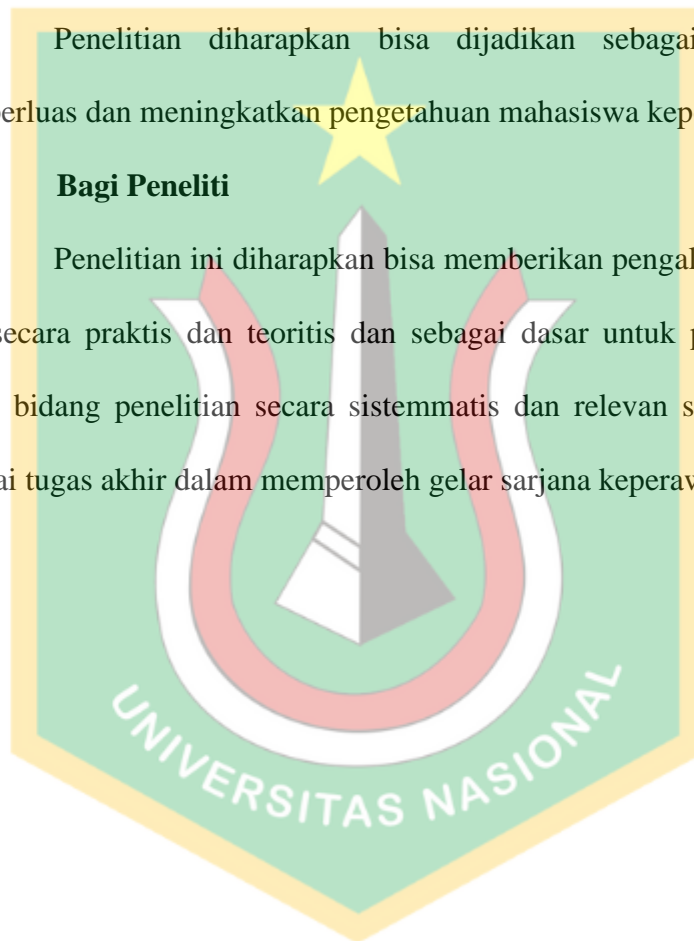 Penelitian diharapkan bisa dijadikan sebagai
erluas dan meningkatkan pengetahuan mahasiswa kep
Bagi Peneliti
Penelitian ini diharapkan bisa memberikan pengal
secara praktis dan teoritis dan sebagai dasar untuk p
bidang penelitian secara sistemmatis dan relevan s
ai tugas akhir dalam memperoleh gelar sarjana keperaw
UNIVERSITAS NASIONAL